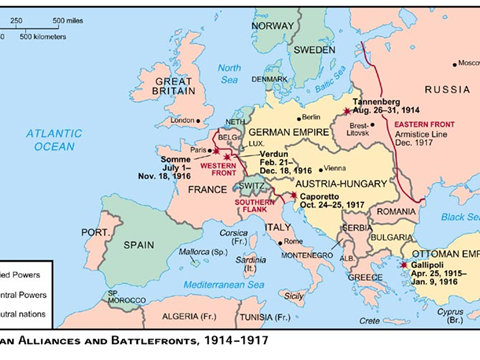 250
500 miles
500 kilometers
NORWAY
SWEDEN
North
Sea
Baltic Sea
DENMARK
Moscow
RUSSIA
GREAT
BRITAIN
London
NETH.
Berlin
Tannenberg
Aug. 26–31, 1914
GERMAN EMPIRE
Brest-
Litovsk
EASTERN FRONT
Armistice Line
Dec. 1917
ATLANTIC
OCEAN
BELG.
LUX.
Paris
Somme
July 1–
Nov. 18, 1916
WESTERN
FRONT
Verdun
Feb. 21–
Dec. 18, 1916
Vienna
AUSTRIA-HUNGARY
FRANCE
SWITZ.
Caporetto
Oct. 24–25, 1917
SOUTHERN
FLANK
ROMANIA
Black Sea
PORT.
SPAIN
Corsica
(Fr.)
ITALY
Rome
SERBIA
BULGARIA
MONTENEGRO
Mallorca (Sp.)
Sardinia
(It.)
ALB.
OTTOMAN EMP
Gallipoli
Apr. 25, 1915–
Jan. 9, 1916
GREECE
Mediterranean Sea
Sicily
Crete
Cyprus
(Br.)
SP.
MOROCCO
ALGERIA (Fr.)
TUNISIA (Fr.)
ied Powers
ntral Powers
utral nations
AN ALLIANCES AND BATTLEFRONTS, 1914–1917